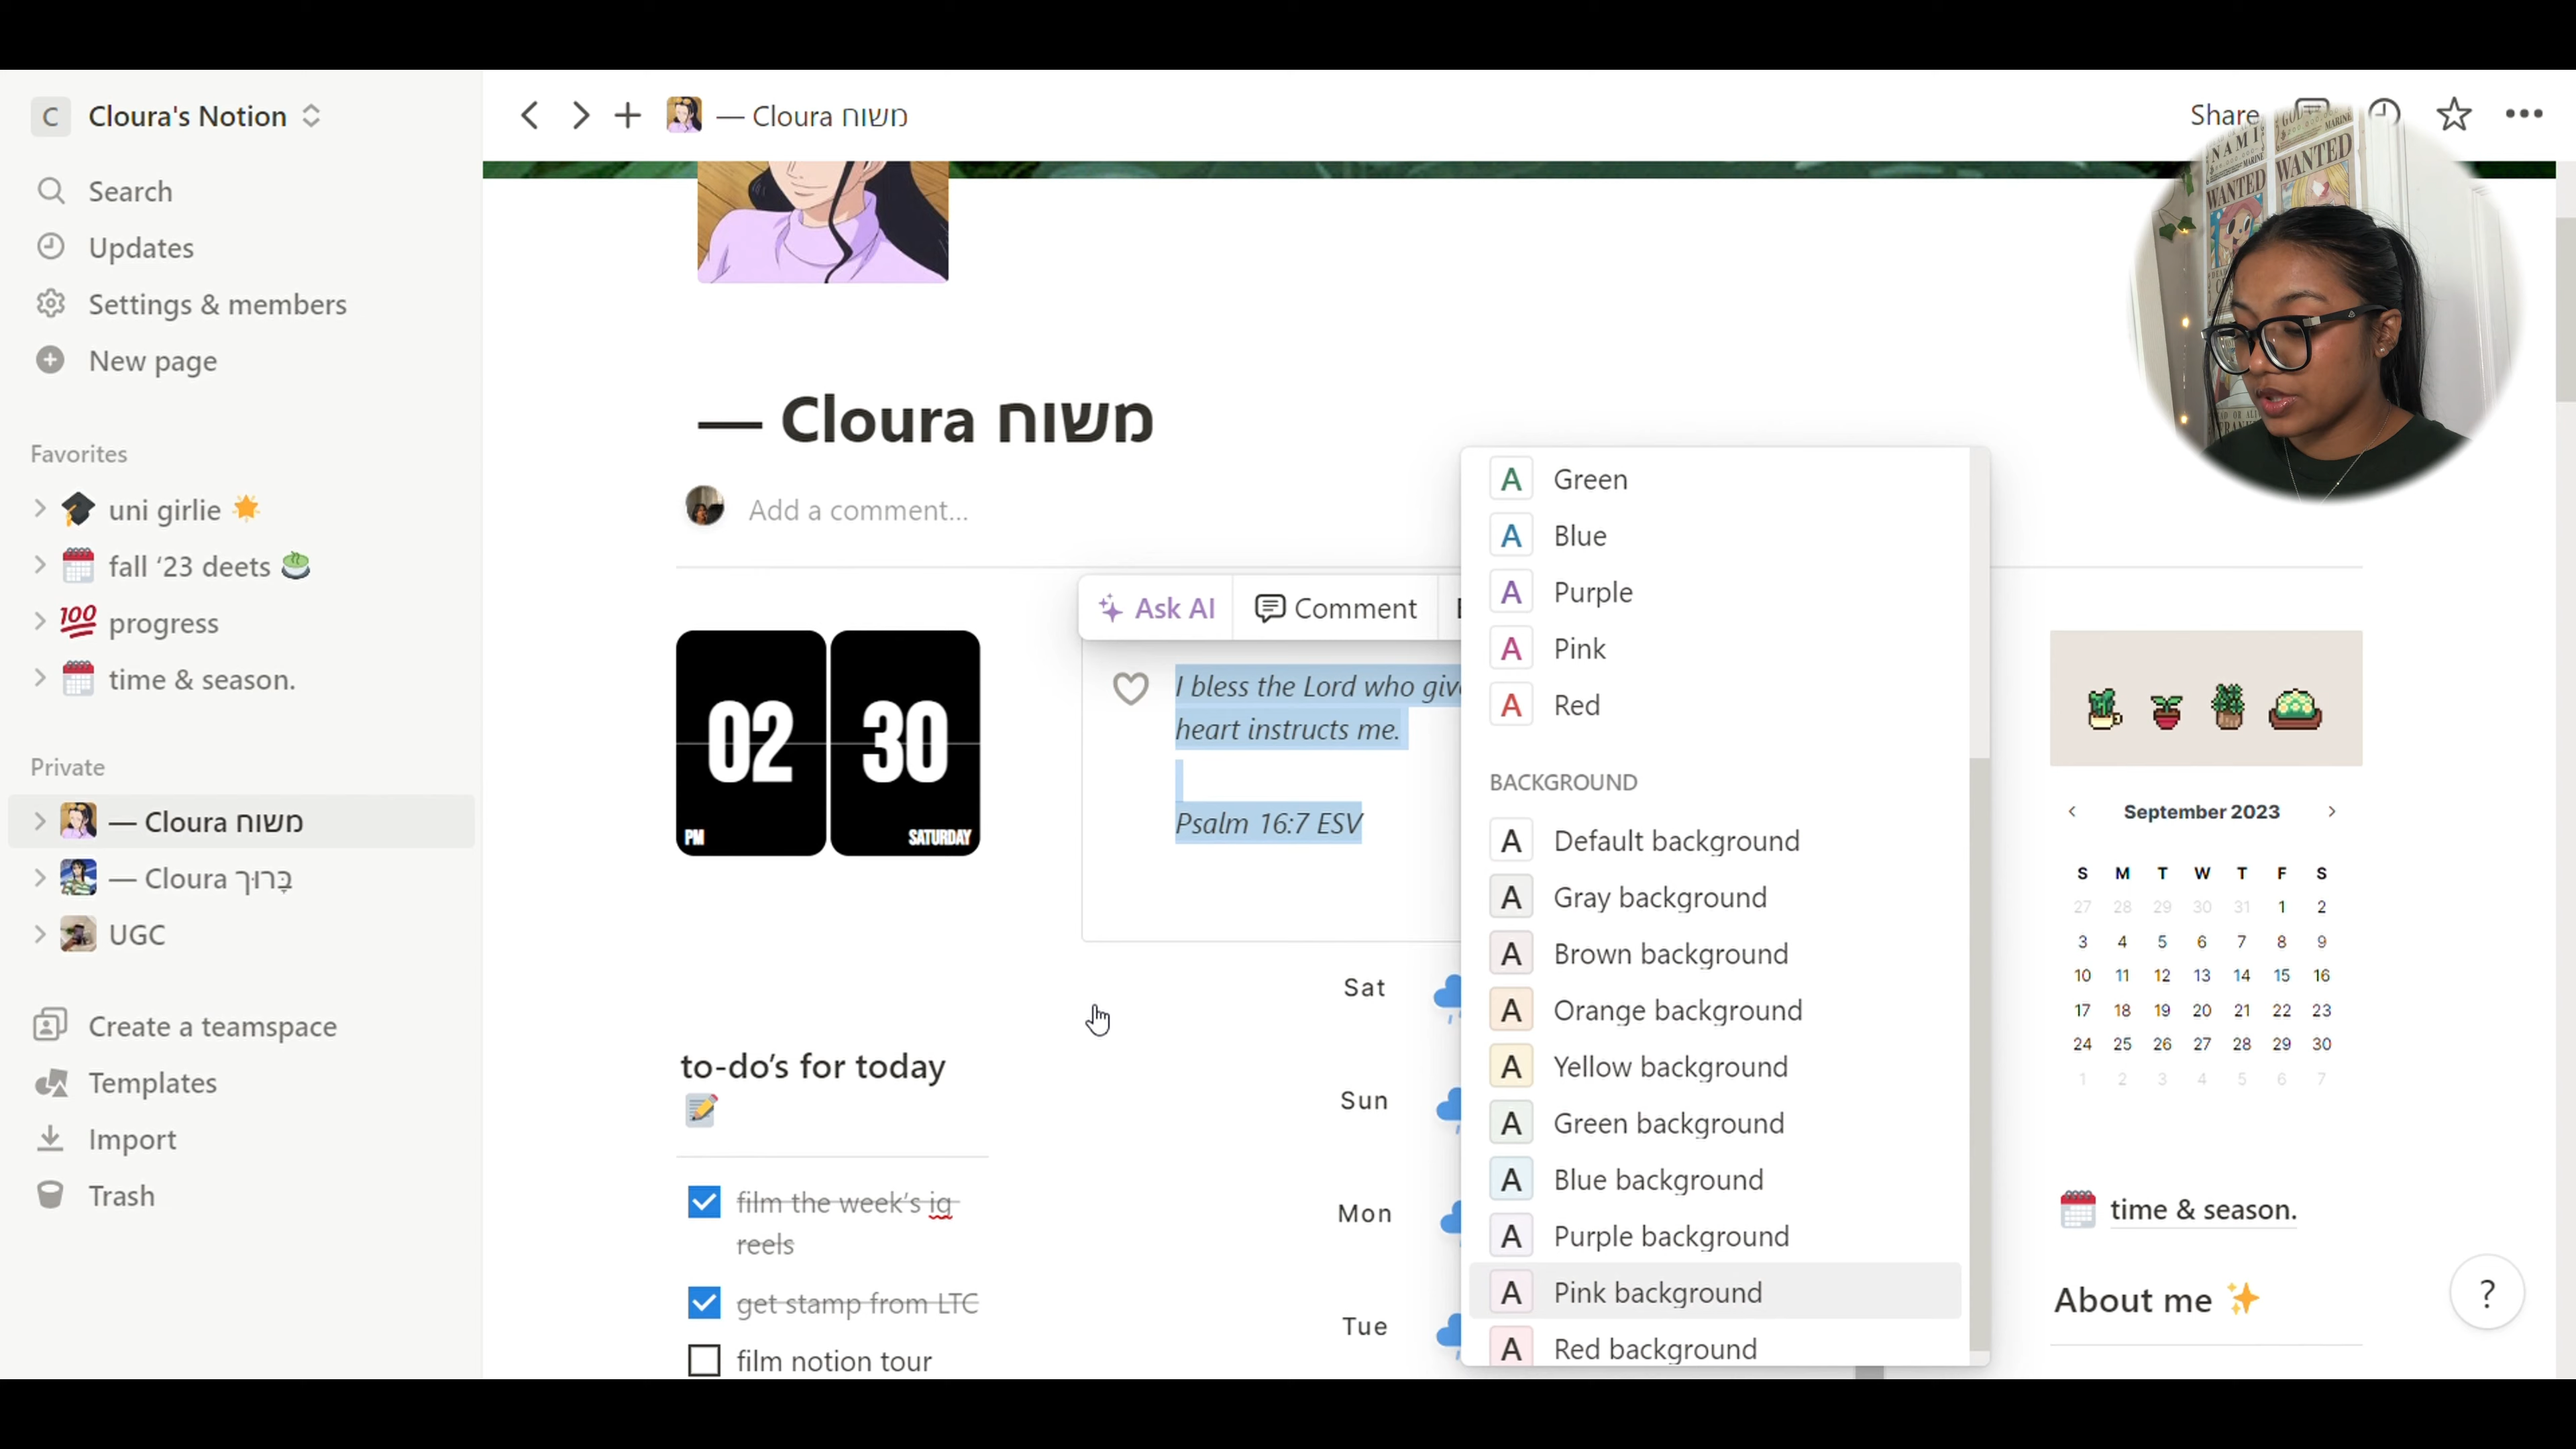 C Cloura's Notion
Search
Updates
Settings & members
New page
Favorites
uni girlie
fall ‘23 deets
100 progress
time & season.
Private
— Cloura משוח
— Cloura בָּרוּך
UGC
Create a teamspace
Templates
Import
Trash
— Cloura משוח
Share
— Cloura משוח
Add a comment...
Ask AI
Comment
I bless the Lord who giv
heart instructs me.
Psalm 16:7 ESV
02 30
PM SATURDAY
to-do’s for today
film the week’s ig
reels
get stamp from LTC
film notion tour
Sat
Sun
Mon
Tue
A Green
A Blue
A Purple
A Pink
A Red
BACKGROUND
A Default background
A Gray background
A Brown background
A Orange background
A Yellow background
A Green background
A Blue background
A Purple background
A Pink background
A Red background
NAMI
MARINE
WANTED
WANTED
MARINE
September 2023
S M T W T F S
27 28 29 30 31 1 2
3 4 5 6 7 8 9
10 11 12 13 14 15 16
17 18 19 20 21 22 23
24 25 26 27 28 29 30
1 2 3 4 5 6 7
time & season.
About me
?